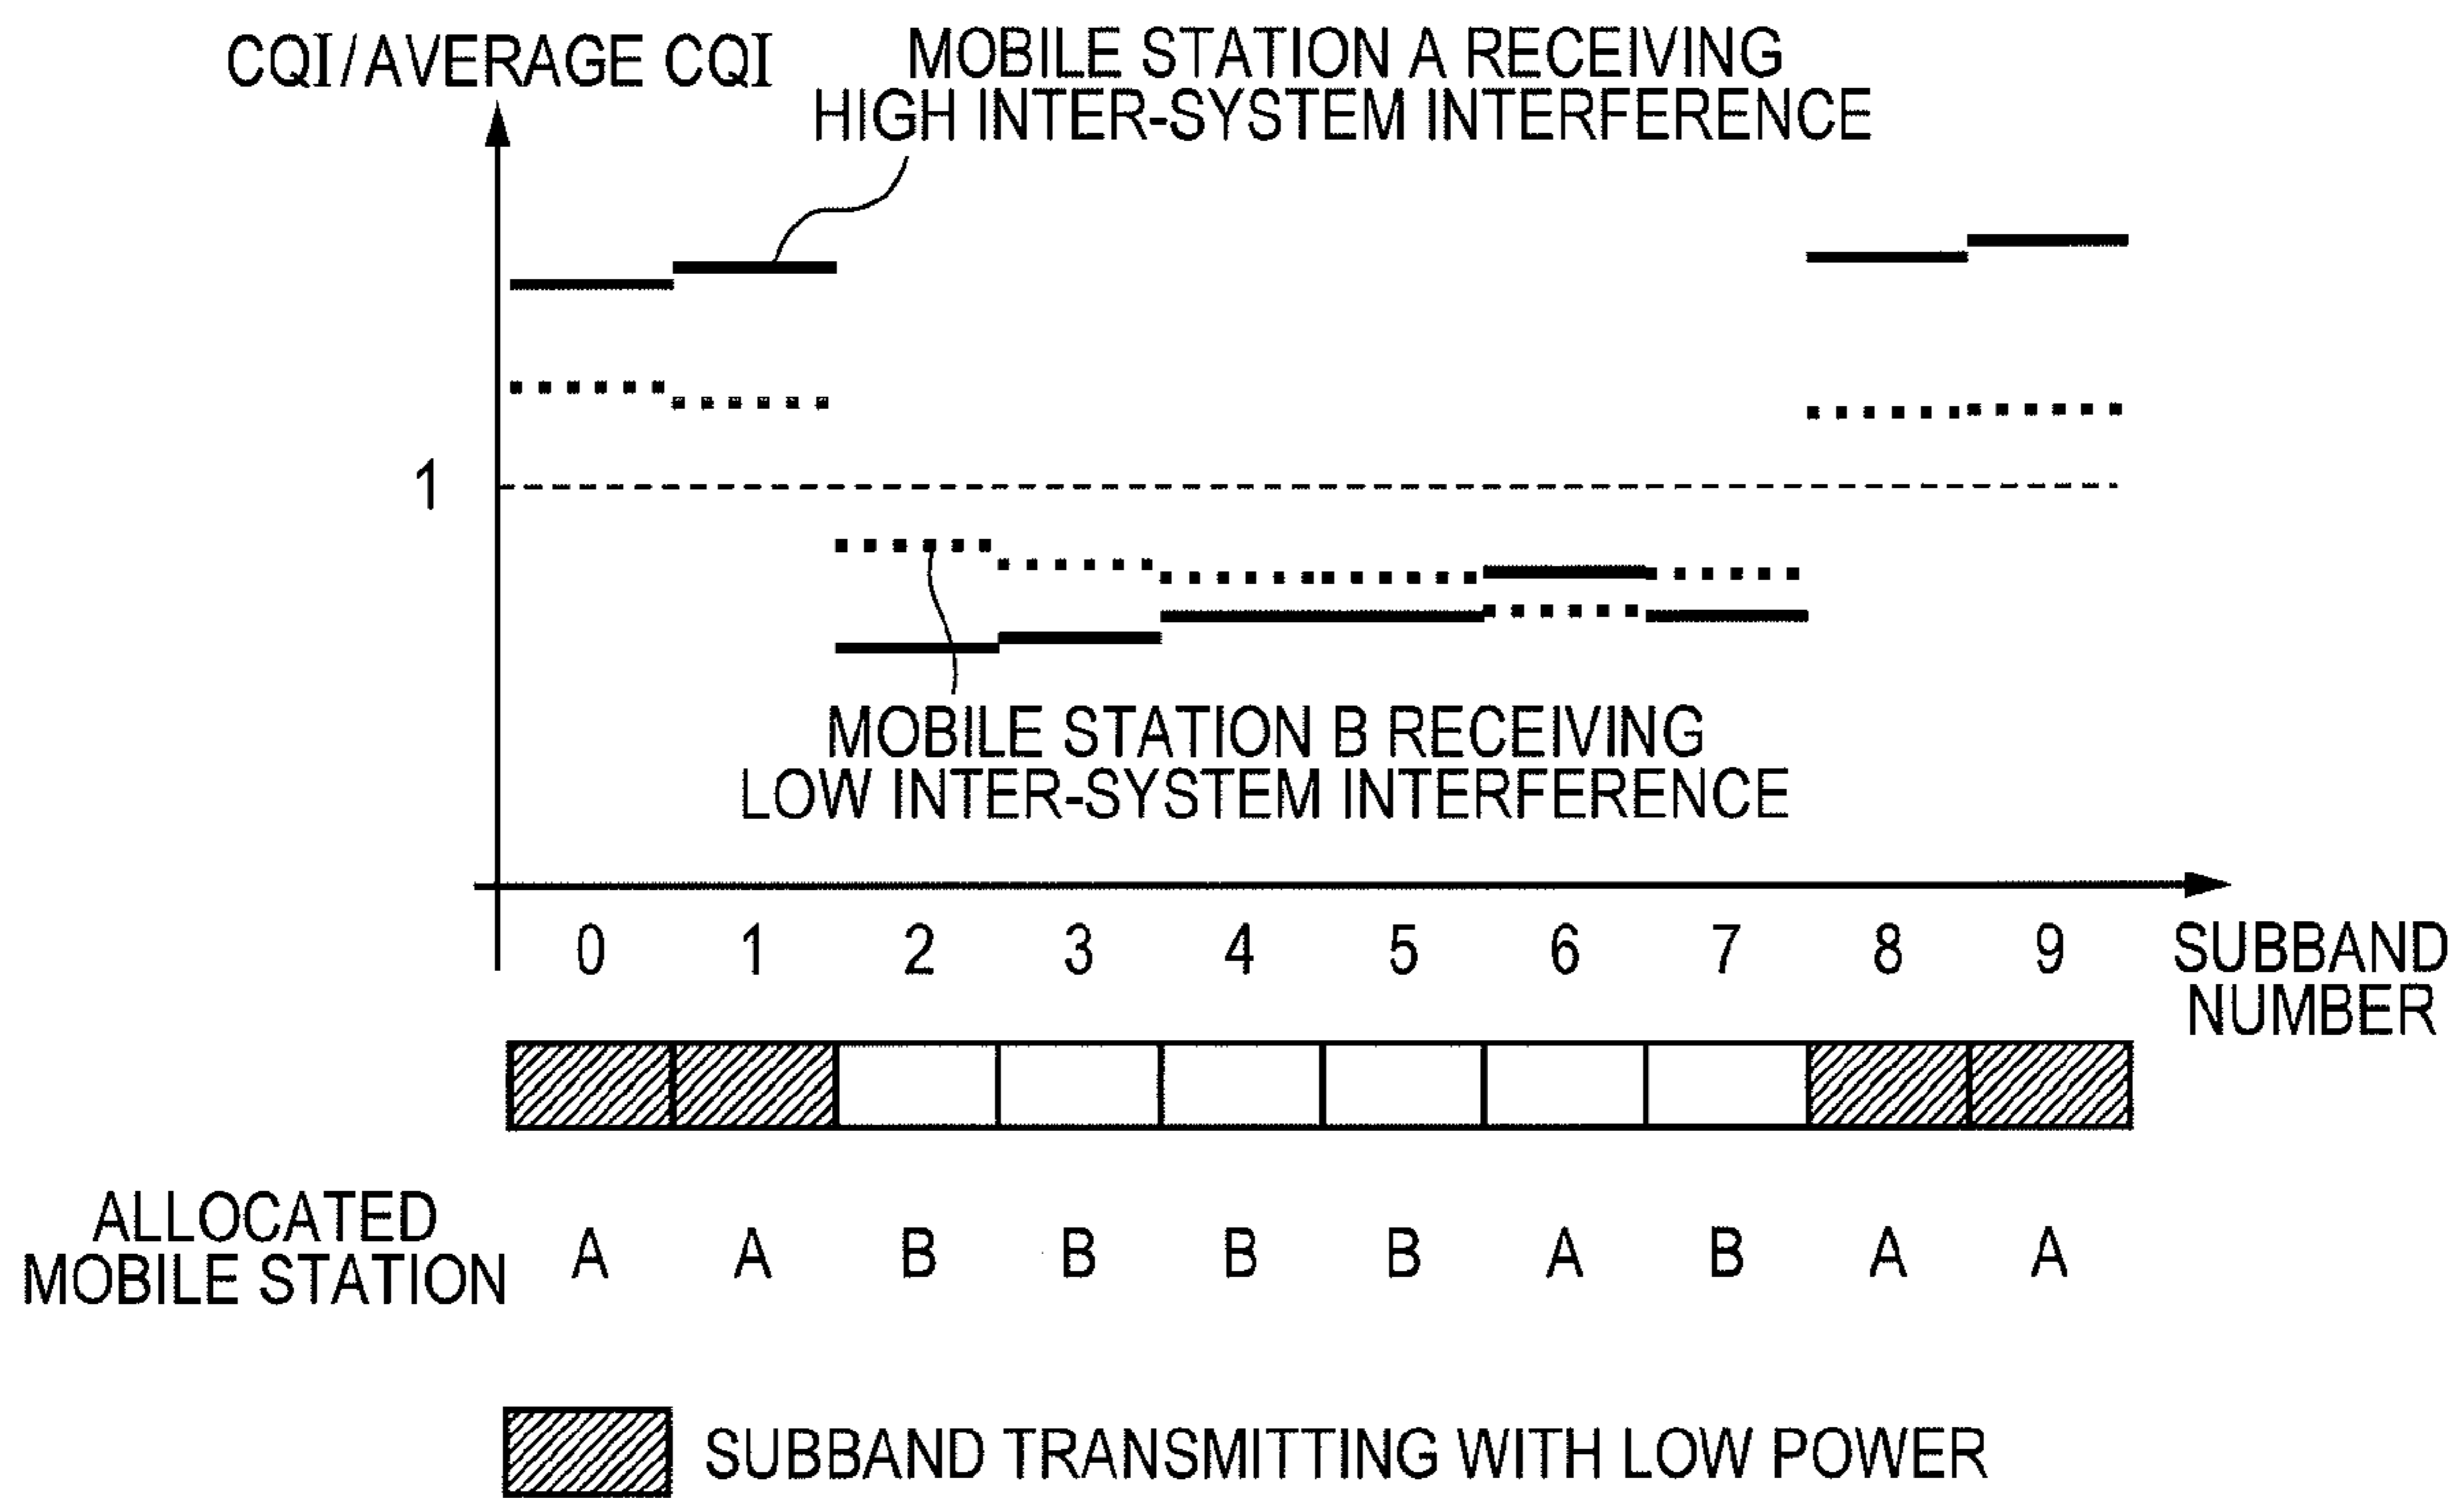 CQI/AVERAGE CQI
MOBILE STATION A RECEIVING
HIGH INTER-SYSTEM INTERFERENCE
1
MOBILE STATION B RECEIVING
LOW INTER-SYSTEM INTERFERENCE
0 1 2 3 4 5 6 7 8 9
SUBBAND
NUMBER
ALLOCATED
MOBILE STATION
A A B B B B A B A A
SUBBAND TRANSMITTING WITH LOW POWER